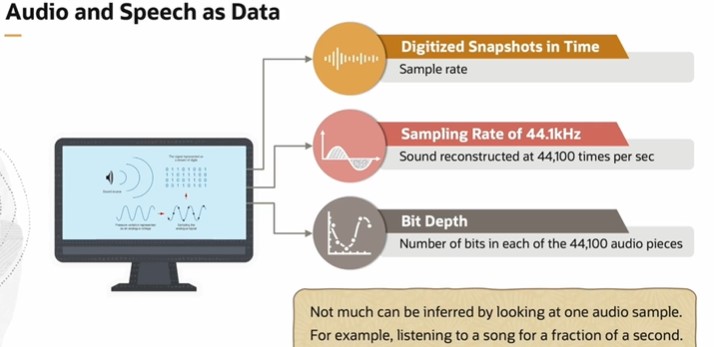 Audio and Speech as Data
Digitized Snapshots in Time
Sample rate
Sampling Rate of 44.1kHz
Sound reconstructed at 44,100 times per sec
Bit Depth
Number of bits in each of the 44,100 audio pieces
Not much can be inferred by looking at one audio sample.
For example, listening to a song for a fraction of a second.